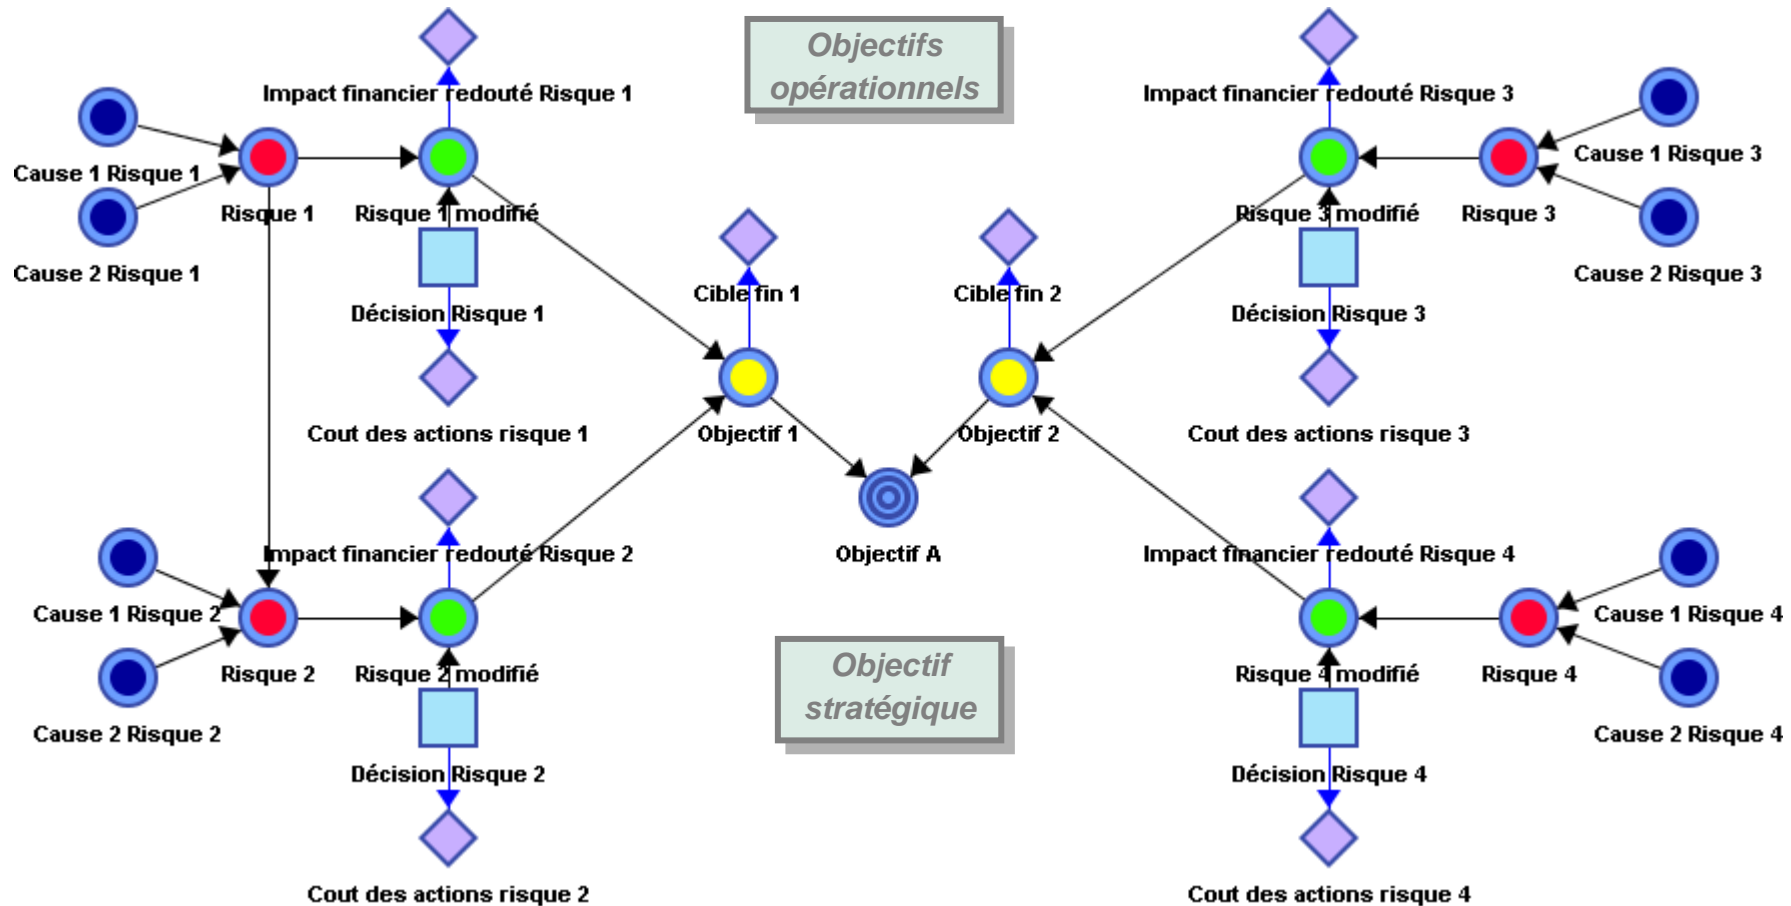 Objectifs
opérationnels
Impact financier redouté Risque 1
Impact financier redouté Risque 3
Cause 1 Risque 1
Cause 1 Risque 3
Risque 1
Risque 1 modifié
Risque 3 modifié
Risque 3
Cause 2 Risque 1
Cause 2 Risque 3
Cible fin 1
Cible fin 2
Décision Risque 1
Décision Risque 3
Cout des actions risque 1
Objectif 1
Objectif 2
Cout des actions risque 3
Impact financier redouté Risque 2
Objectif A
Impact financier redouté Risque 4
Cause 1 Risque 2
Cause 1 Risque 4
Risque 2
Risque 2 modifié
Objectif
stratégique
Risque 4 modifié
Risque 4
Cause 2 Risque 2
Cause 2 Risque 4
Décision Risque 2
Décision Risque 4
Cout des actions risque 2
Cout des actions risque 4